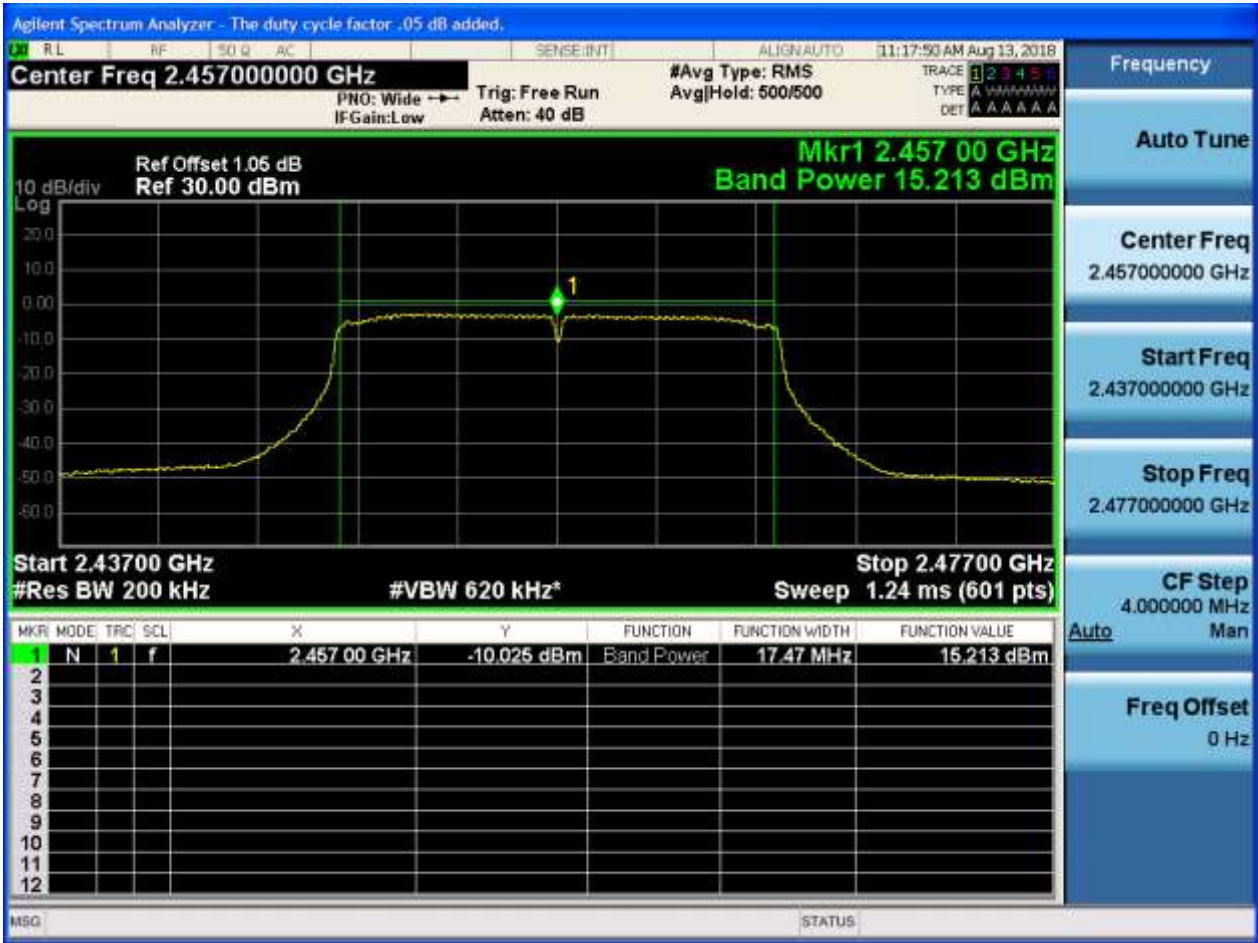 Agilent Spectrum Analyzer - The duty cycle factor .05 dB added.
RL RF 50 Ω AC SENSE:INT ALIGNAUTO 11:17:50 AM Aug 13, 2018
Center Freq 2.457000000 GHz
PNO: Wide
IFGain:Low
Trig: Free Run
Atten: 40 dB
#Avg Type: RMS
Avg|Hold: 500/500
TRACE 1 2 3 4 5 6
TYPE A WWWWW
DET A A A A A A
Ref Offset 1.05 dB
10 dB/div Ref 30.00 dBm
Log
Mkr1 2.457 00 GHz
Band Power 15.213 dBm
20.0
10.0
0.00
-10.0
-20.0
-30.0
-40.0
-50.0
-60.0
1
Start 2.43700 GHz Stop 2.47700 GHz
#Res BW 200 kHz #VBW 620 kHz* Sweep 1.24 ms (601 pts)
MKR MODE TRC SCL X Y FUNCTION FUNCTION WIDTH FUNCTION VALUE
1 N 1 f 2.457 00 GHz -10.025 dBm Band Power 17.47 MHz 15.213 dBm
2
3
4
5
6
7
8
9
10
11
12
MSG STATUS
Frequency
Auto Tune
Center Freq
2.457000000 GHz
Start Freq
2.437000000 GHz
Stop Freq
2.477000000 GHz
CF Step
4.000000 MHz
Auto Man
Freq Offset
0 Hz